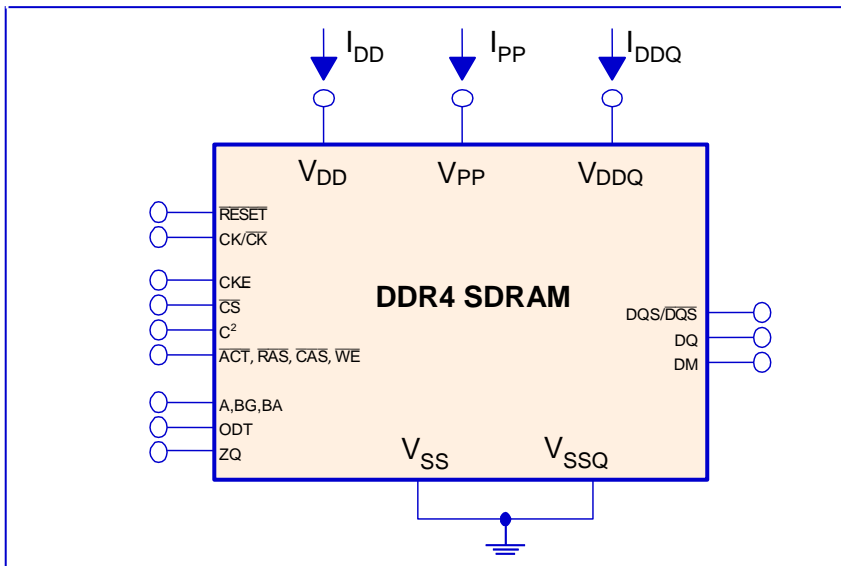 IDD IPP IDDQ
VDD VPP VDDQ
RESET
CK/CK
CKE
CS
C²
ACT, RAS, CAS, WE
A,BG,BA
ODT
ZQ
DDR4 SDRAM
DQS/DQS
DQ
DM
VSS VSSQ